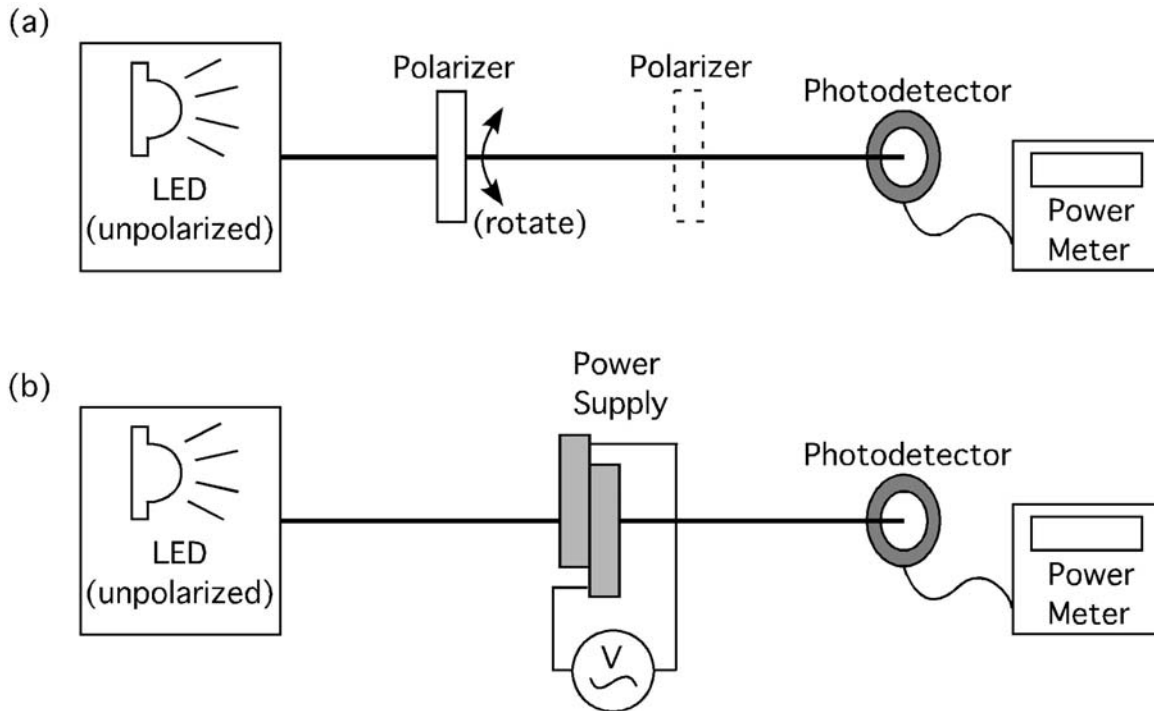 (a)
Polarizer
Polarizer
Photodetector
LED
(unpolarized)
(rotate)
Power
Meter
(b)
Power
Supply
Photodetector
LED
(unpolarized)
Power
Meter
V